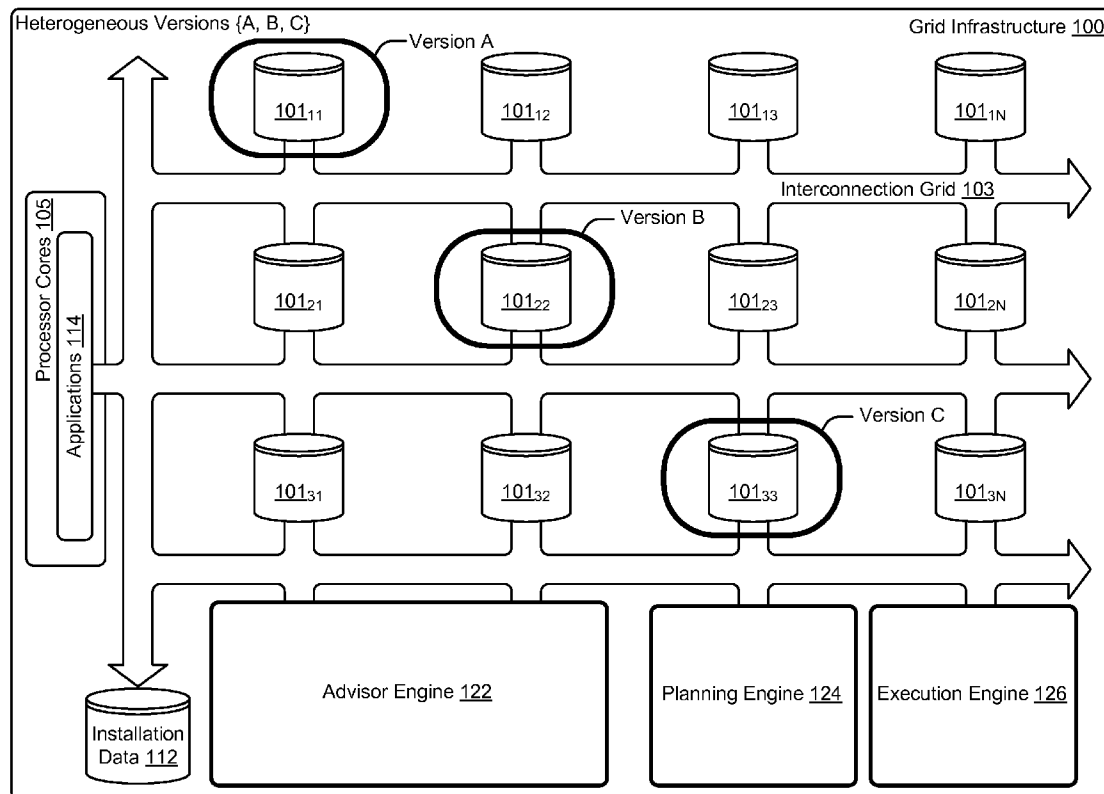 Heterogeneous Versions {A, B, C}
Version A
Grid Infrastructure 100
101₁₁
101₁₂
101₁₃
101₁N
Interconnection Grid 103
Processor Cores 105
Applications 114
Version B
101₂₁
101₂₂
101₂₃
101₂N
Version C
101₃₁
101₃₂
101₃₃
101₃N
Advisor Engine 122
Planning Engine 124
Execution Engine 126
Installation
Data 112